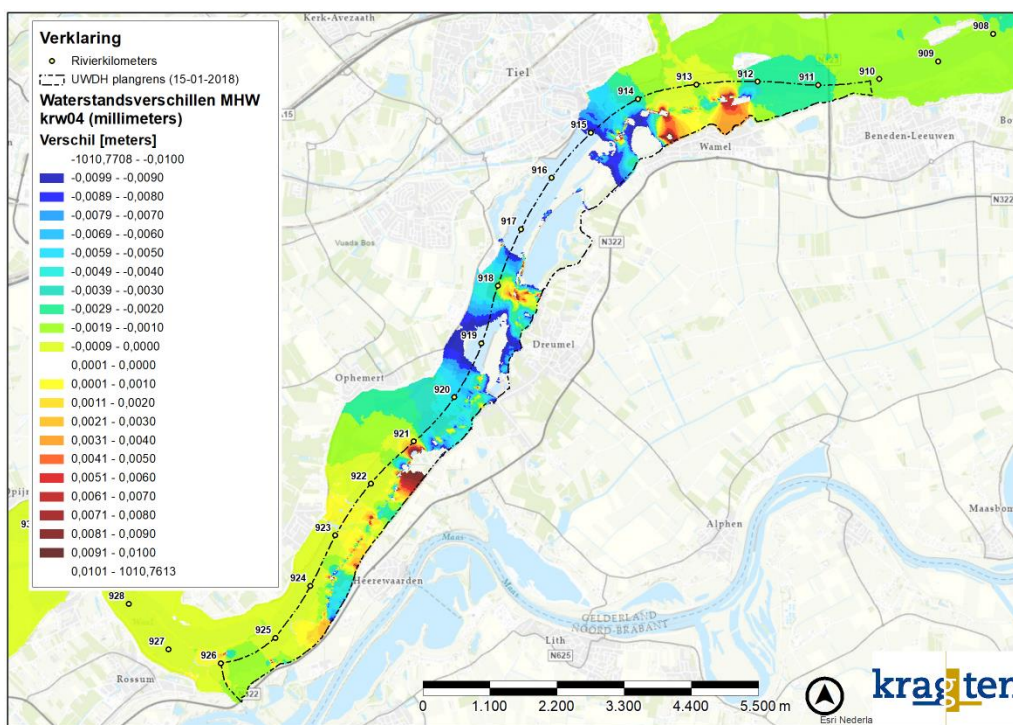 Verklaring
Rivierkilometers
UWDH plangrens (15-01-2018)
Waterstandsverschillen MHW
krw04 (millimeters)
Verschil [meters]
-1010,7708 - -0,0100
-0,0099 - -0,0090
-0,0089 - -0,0080
-0,0079 - -0,0070
-0,0069 - -0,0060
-0,0059 - -0,0050
-0,0049 - -0,0040
-0,0039 - -0,0030
-0,0029 - -0,0020
-0,0019 - -0,0010
-0,0009 - 0,0000
0,0001 - 0,0000
0,0001 - 0,0010
0,0011 - 0,0020
0,0021 - 0,0030
0,0031 - 0,0040
0,0041 - 0,0050
0,0051 - 0,0060
0,0061 - 0,0070
0,0071 - 0,0080
0,0081 - 0,0090
0,0091 - 0,0100
0,0101 - 1010,7613
Kerk-Avezaath
Tiel
908
909
910
911
912
913
914
915
916
917
918
919
920
921
922
923
924
925
926
927
928
Beneden-Leeuwen
Wamel
N322
N322
Dreumel
Ophemert
Heerewaarden
Rossum
Alphen
Maas
Maas
GELDERLAND
NOORD-BRABANT
Lith
N625
Maasbom
0 1.100 2.200 3.300 4.400 5.500 m
Esri Nederla
kragten